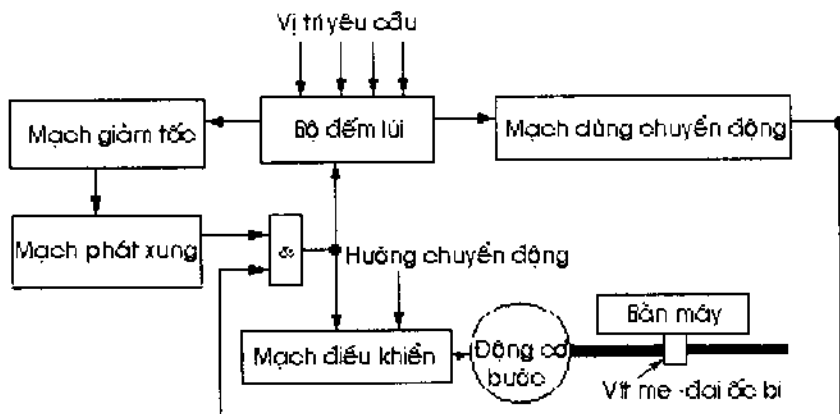 Vị trí yêu cầu
Mạch giảm tốc
Bộ đếm lùi
Mạch dùng chuyển động
Mạch phát xung
&
Hướng chuyển động
Mạch điều khiển
Động cơ
bước
Bàn máy
Vít me -đai ốc bi